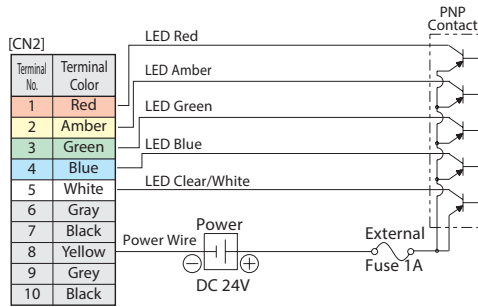 PNP
Contact
LED Red
[CN2]
Terminal No. Terminal Color
LED Amber
1 Red
LED Green
2 Amber
3 Green
LED Blue
4 Blue
LED Clear/White
5 White
6 Gray
7 Black
Power
External
Power Wire
8 Yellow
Fuse 1A
9 Grey
DC 24V
10 Black